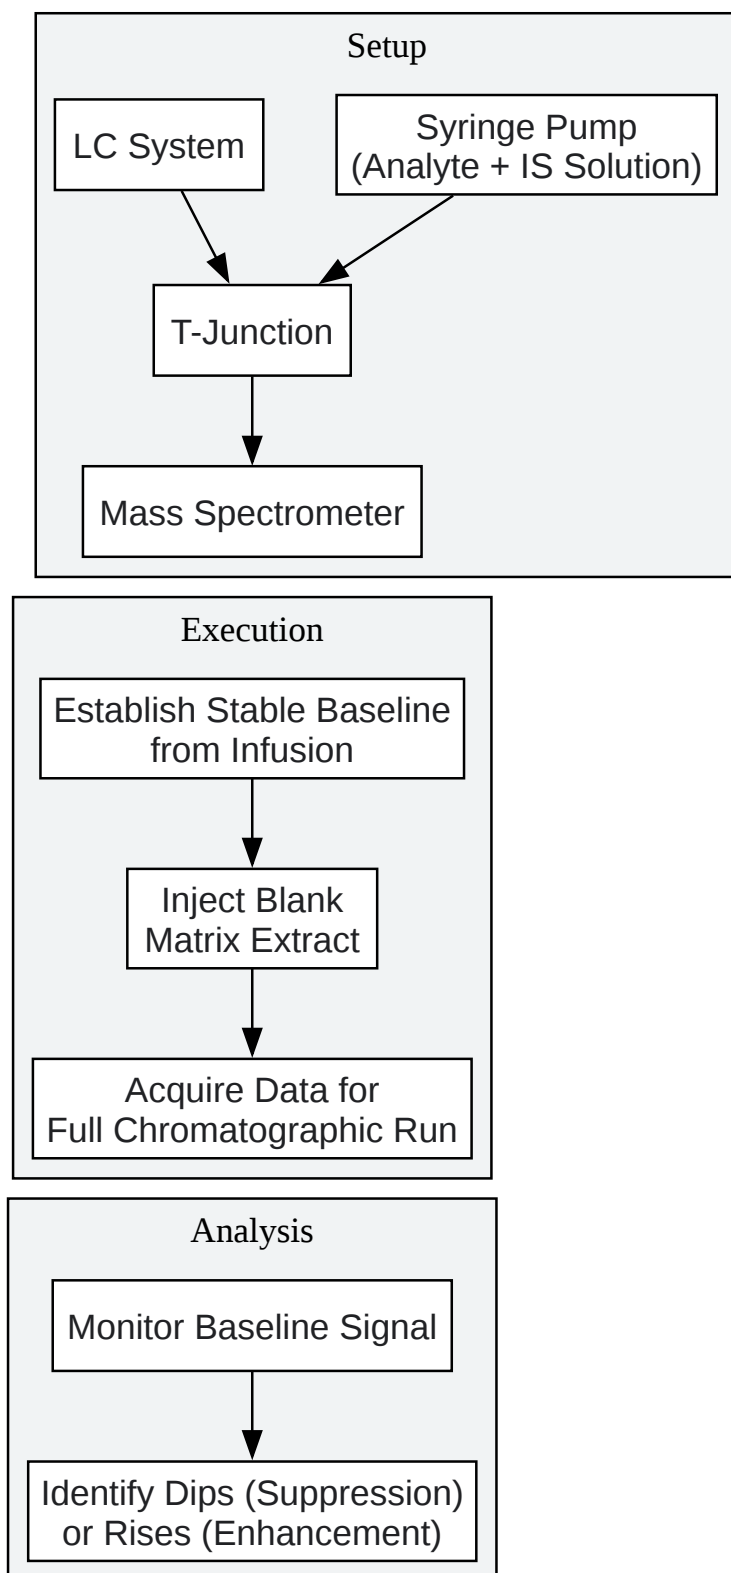 Setup
LC System
Syringe Pump
(Analyte + IS Solution)
T-Junction
Mass Spectrometer
Execution
Establish Stable Baseline
from Infusion
Inject Blank
Matrix Extract
Acquire Data for
Full Chromatographic Run
Analysis
Monitor Baseline Signal
Identify Dips (Suppression)
or Rises (Enhancement)